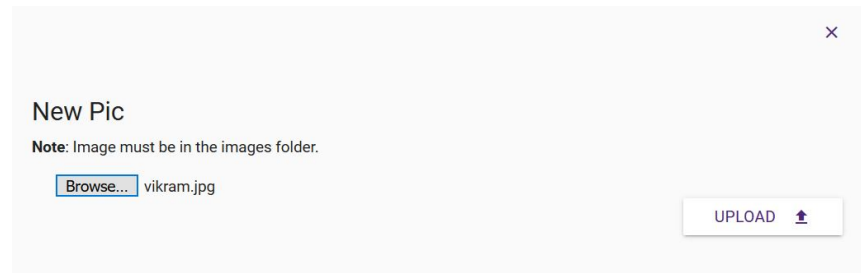 New Pic
Note: Image must be in the images folder.
Browse... vikram.jpg
UPLOAD